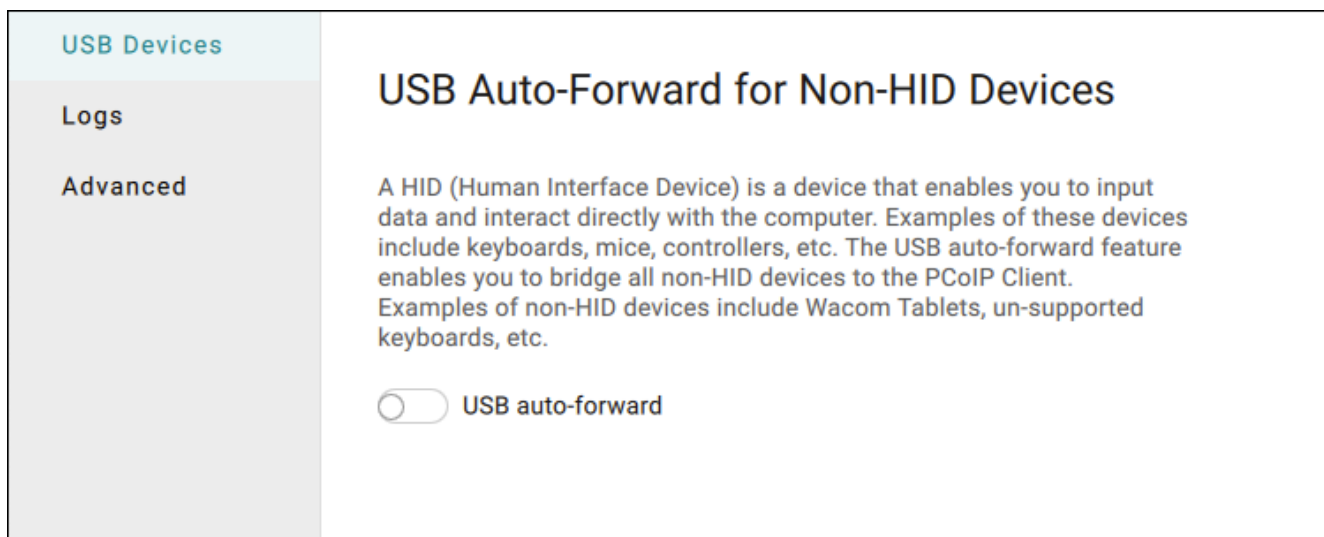 USB Devices
Logs
Advanced
USB Auto-Forward for Non-HID Devices
A HID (Human Interface Device) is a device that enables you to input
data and interact directly with the computer. Examples of these devices
include keyboards, mice, controllers, etc. The USB auto-forward feature
enables you to bridge all non-HID devices to the PCoIP Client.
Examples of non-HID devices include Wacom Tablets, un-supported
keyboards, etc.
USB auto-forward